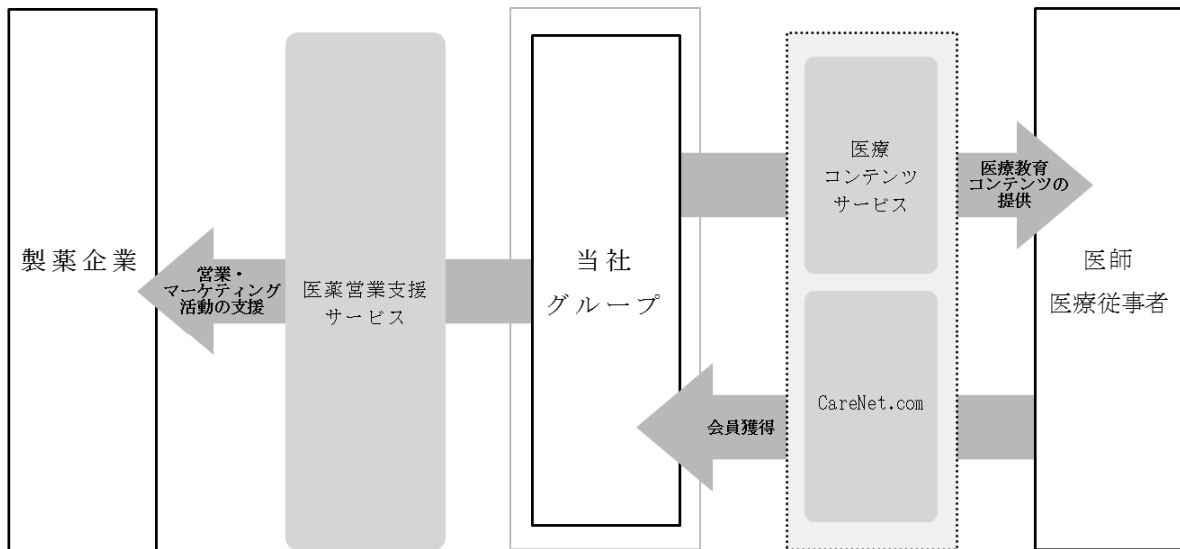 製薬企業
営業・
マーケティング
活動の支援
医薬営業支援
サービス
当社
グループ
医療
コンテンツ
サービス
医療教育
コンテンツの
提供
会員獲得
CareNet.com
医師
医療従事者